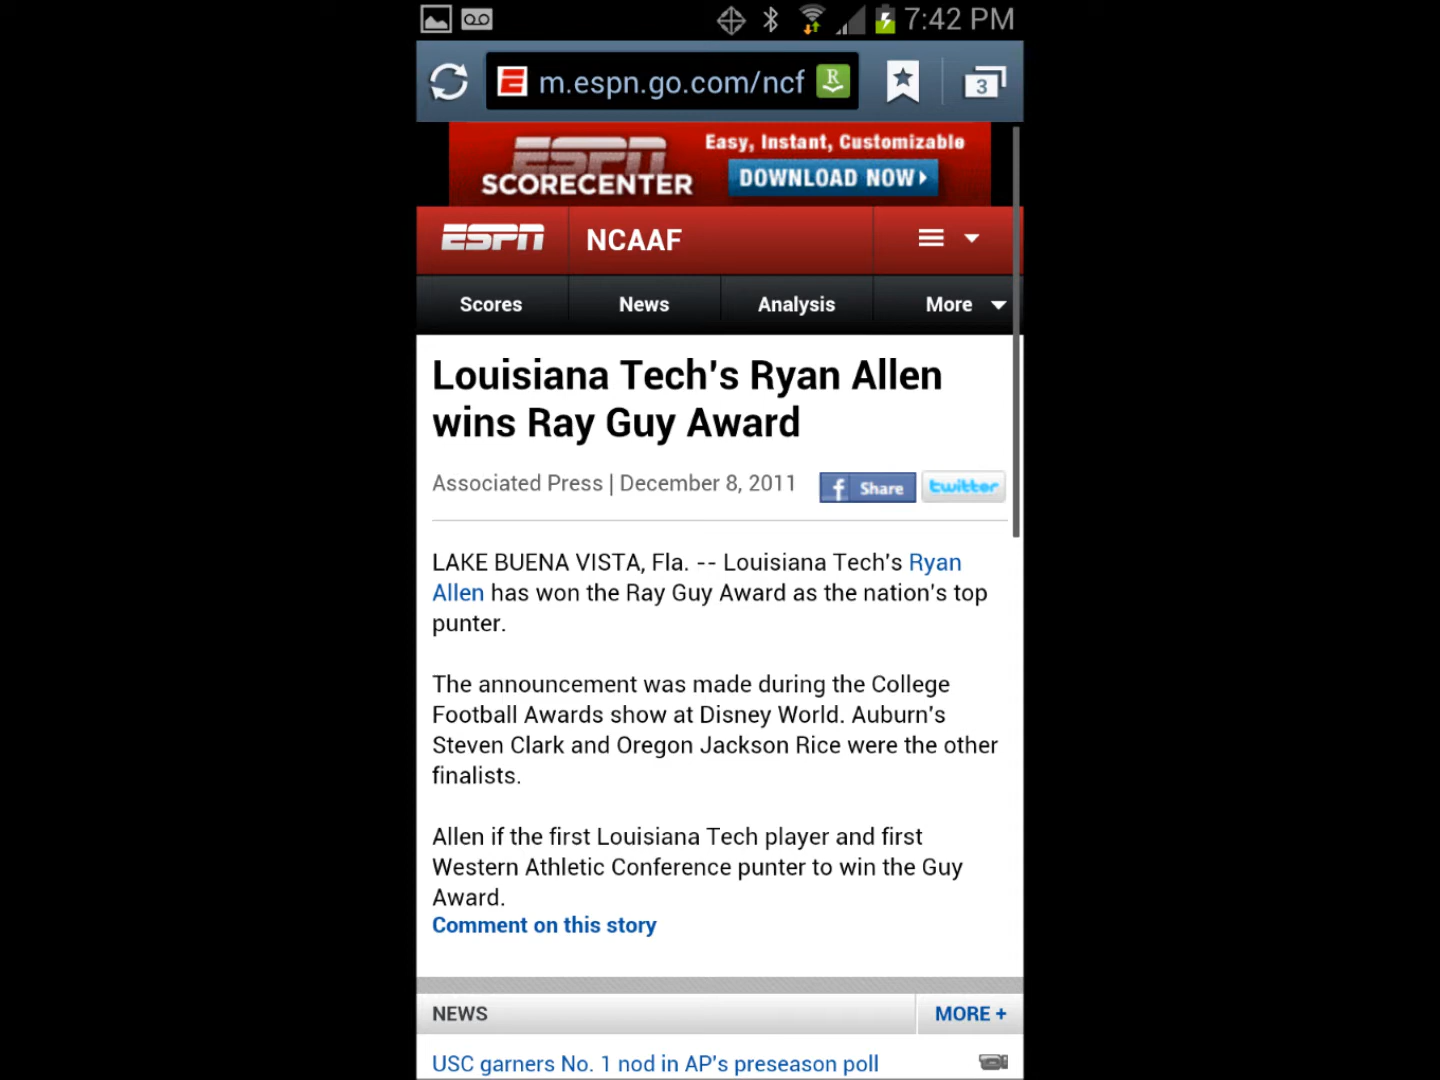 7:42 PM
m.espn.go.com/ncf
R
3
ESPN
SCORECENTER
Easy, Instant, Customizable
DOWNLOAD NOW
ESPN
NCAAF
Scores
News
Analysis
More
Louisiana Tech's Ryan Allen
wins Ray Guy Award
Associated Press | December 8, 2011
f Share
twitter
LAKE BUENA VISTA, Fla. -- Louisiana Tech's Ryan
Allen has won the Ray Guy Award as the nation's top
punter.
The announcement was made during the College
Football Awards show at Disney World. Auburn's
Steven Clark and Oregon Jackson Rice were the other
finalists.
Allen if the first Louisiana Tech player and first
Western Athletic Conference punter to win the Guy
Award.
Comment on this story
NEWS
MORE +
USC garners No. 1 nod in AP's preseason poll